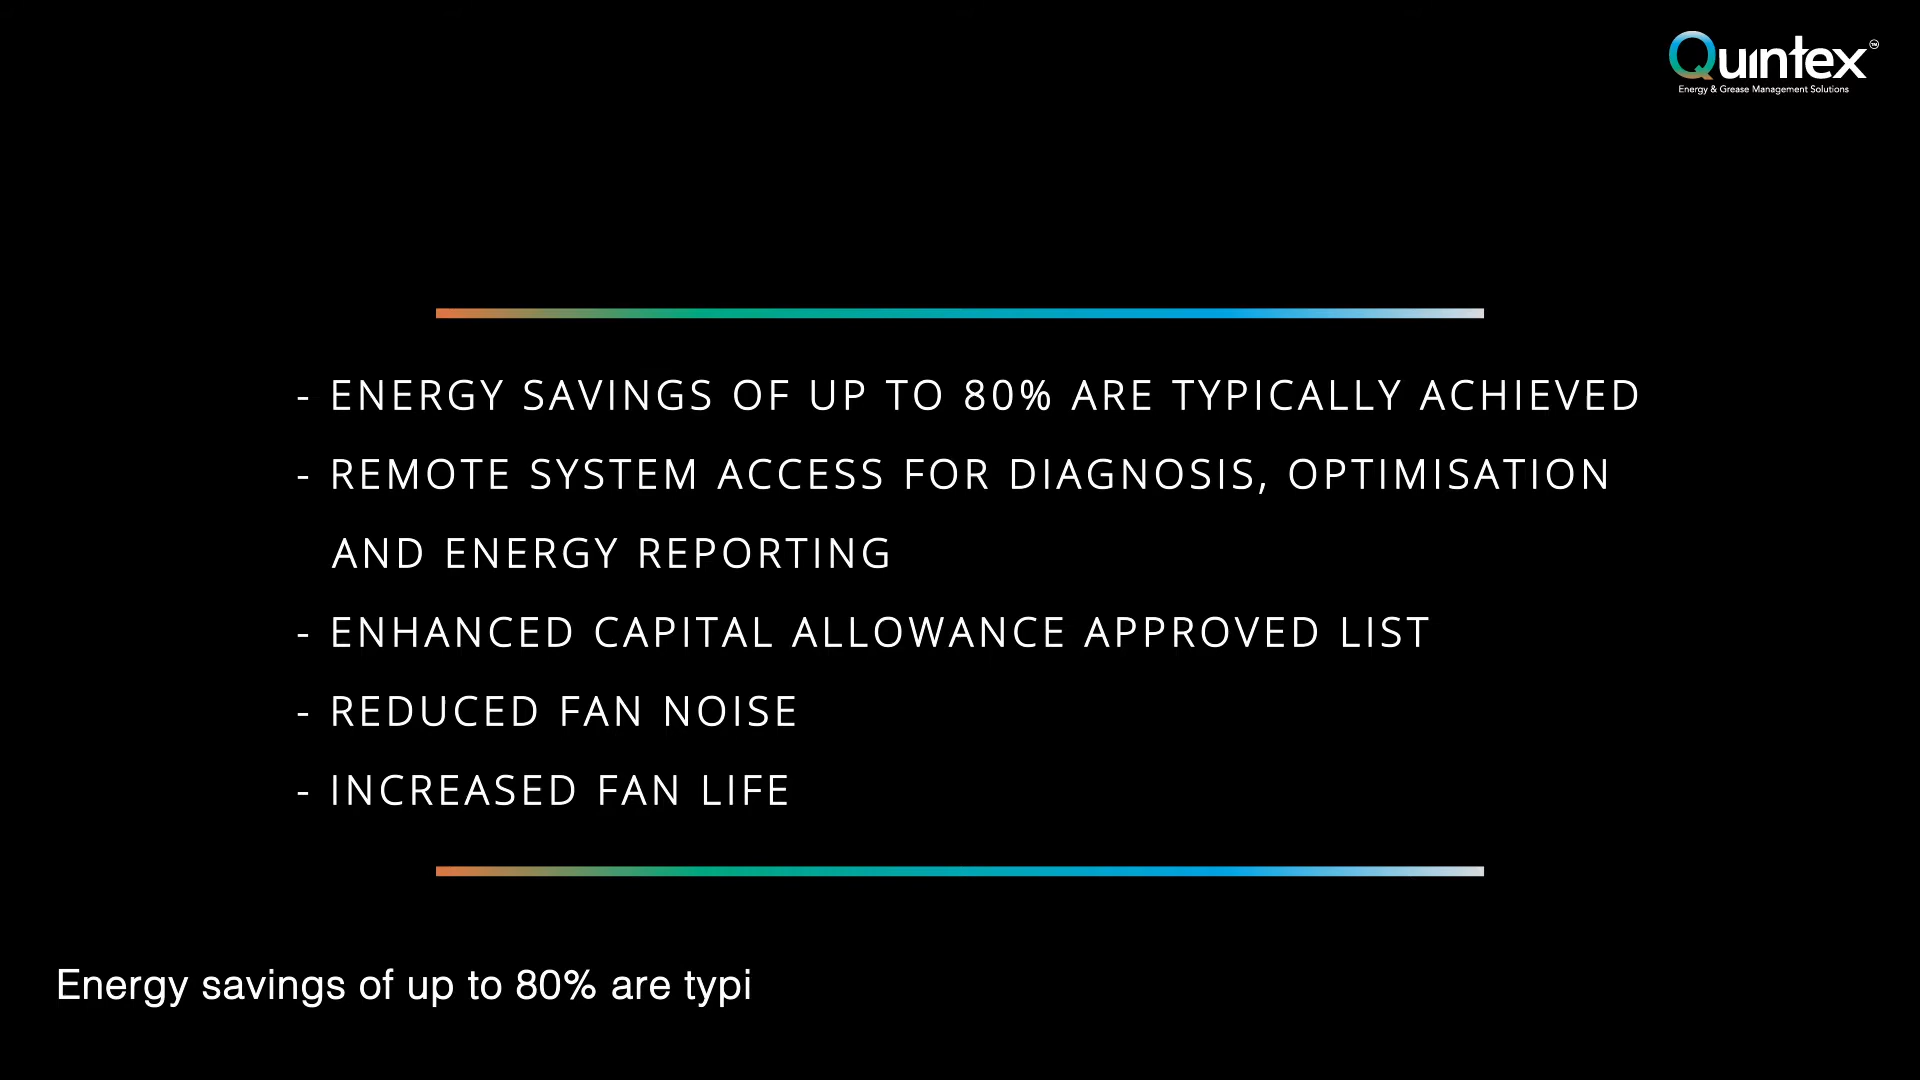 Quintex™
Energy & Grease Management Solutions
- ENERGY SAVINGS OF UP TO 80% ARE TYPICALLY ACHIEVED
- REMOTE SYSTEM ACCESS FOR DIAGNOSIS, OPTIMISATION
AND ENERGY REPORTING
- ENHANCED CAPITAL ALLOWANCE APPROVED LIST
- REDUCED FAN NOISE
- INCREASED FAN LIFE
Energy savings of up to 80% are typi